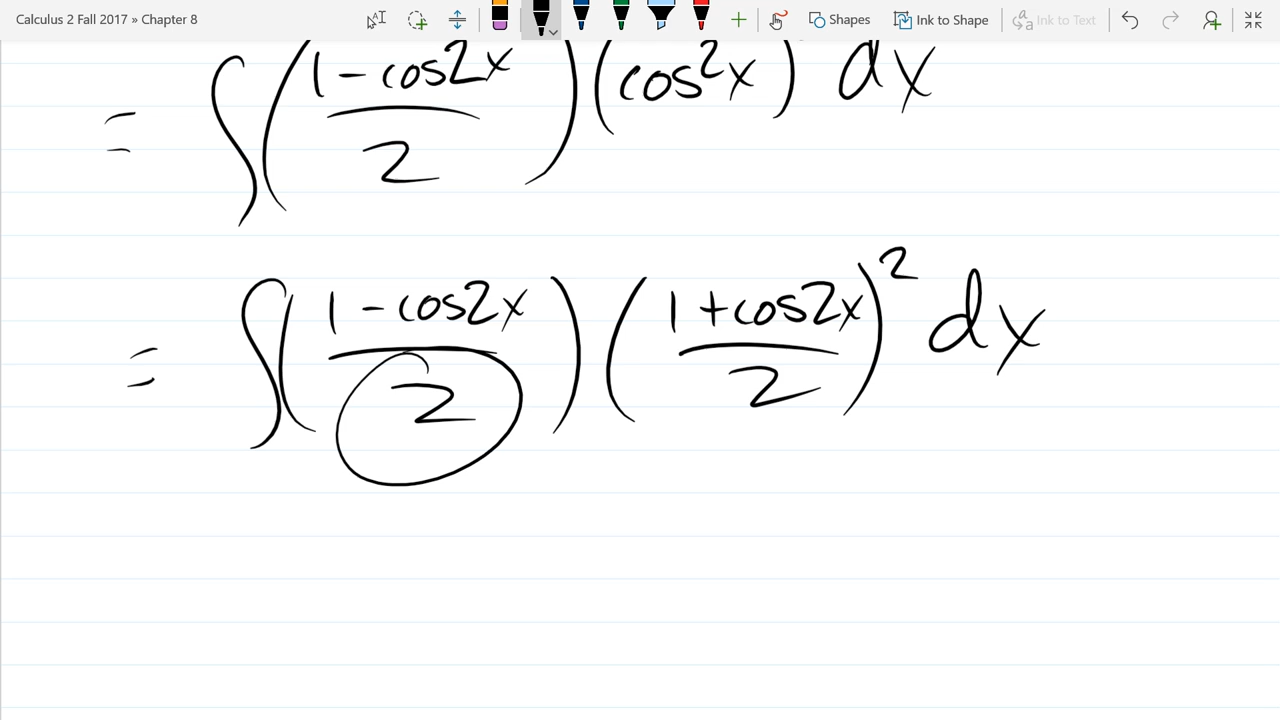 Calculus 2 Fall 2017 » Chapter 8
Shapes
Ink to Shape
Ink to Text
= ∫ ((1 - cos2x)/2) (cos²x) dx
= ∫ ((1 - cos2x)/2) ((1 + cos2x)/2)² dx